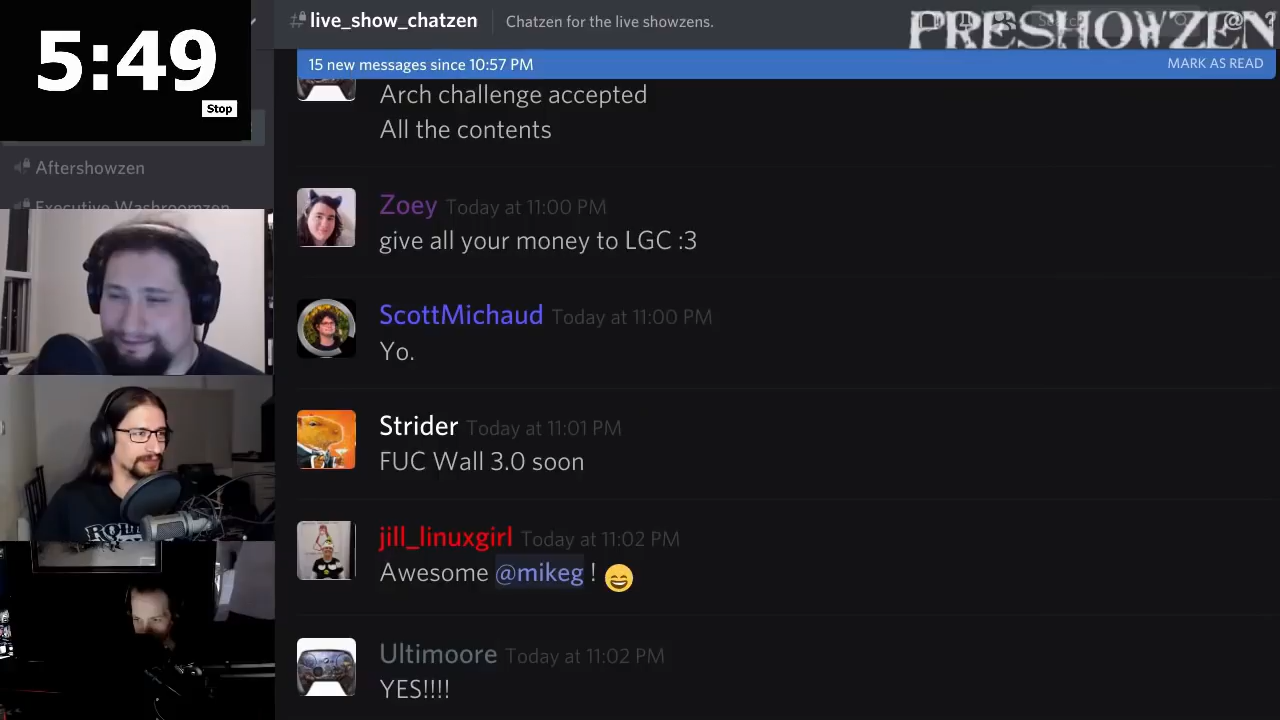 5:49
Stop
live_show_chatzen
Chatzen for the live showzens.
PRESHOWZEN
15 new messages since 10:57 PM
MARK AS READ
Arch challenge accepted
All the contents
Aftershowzen
Executive Washroomzen
Zoey Today at 11:00 PM
give all your money to LGC :3
ScottMichaud Today at 11:00 PM
Yo.
Strider Today at 11:01 PM
FUC Wall 3.0 soon
jill_linuxgirl Today at 11:02 PM
Awesome @mikeg ! 😄
Ultimoore Today at 11:02 PM
YES!!!!